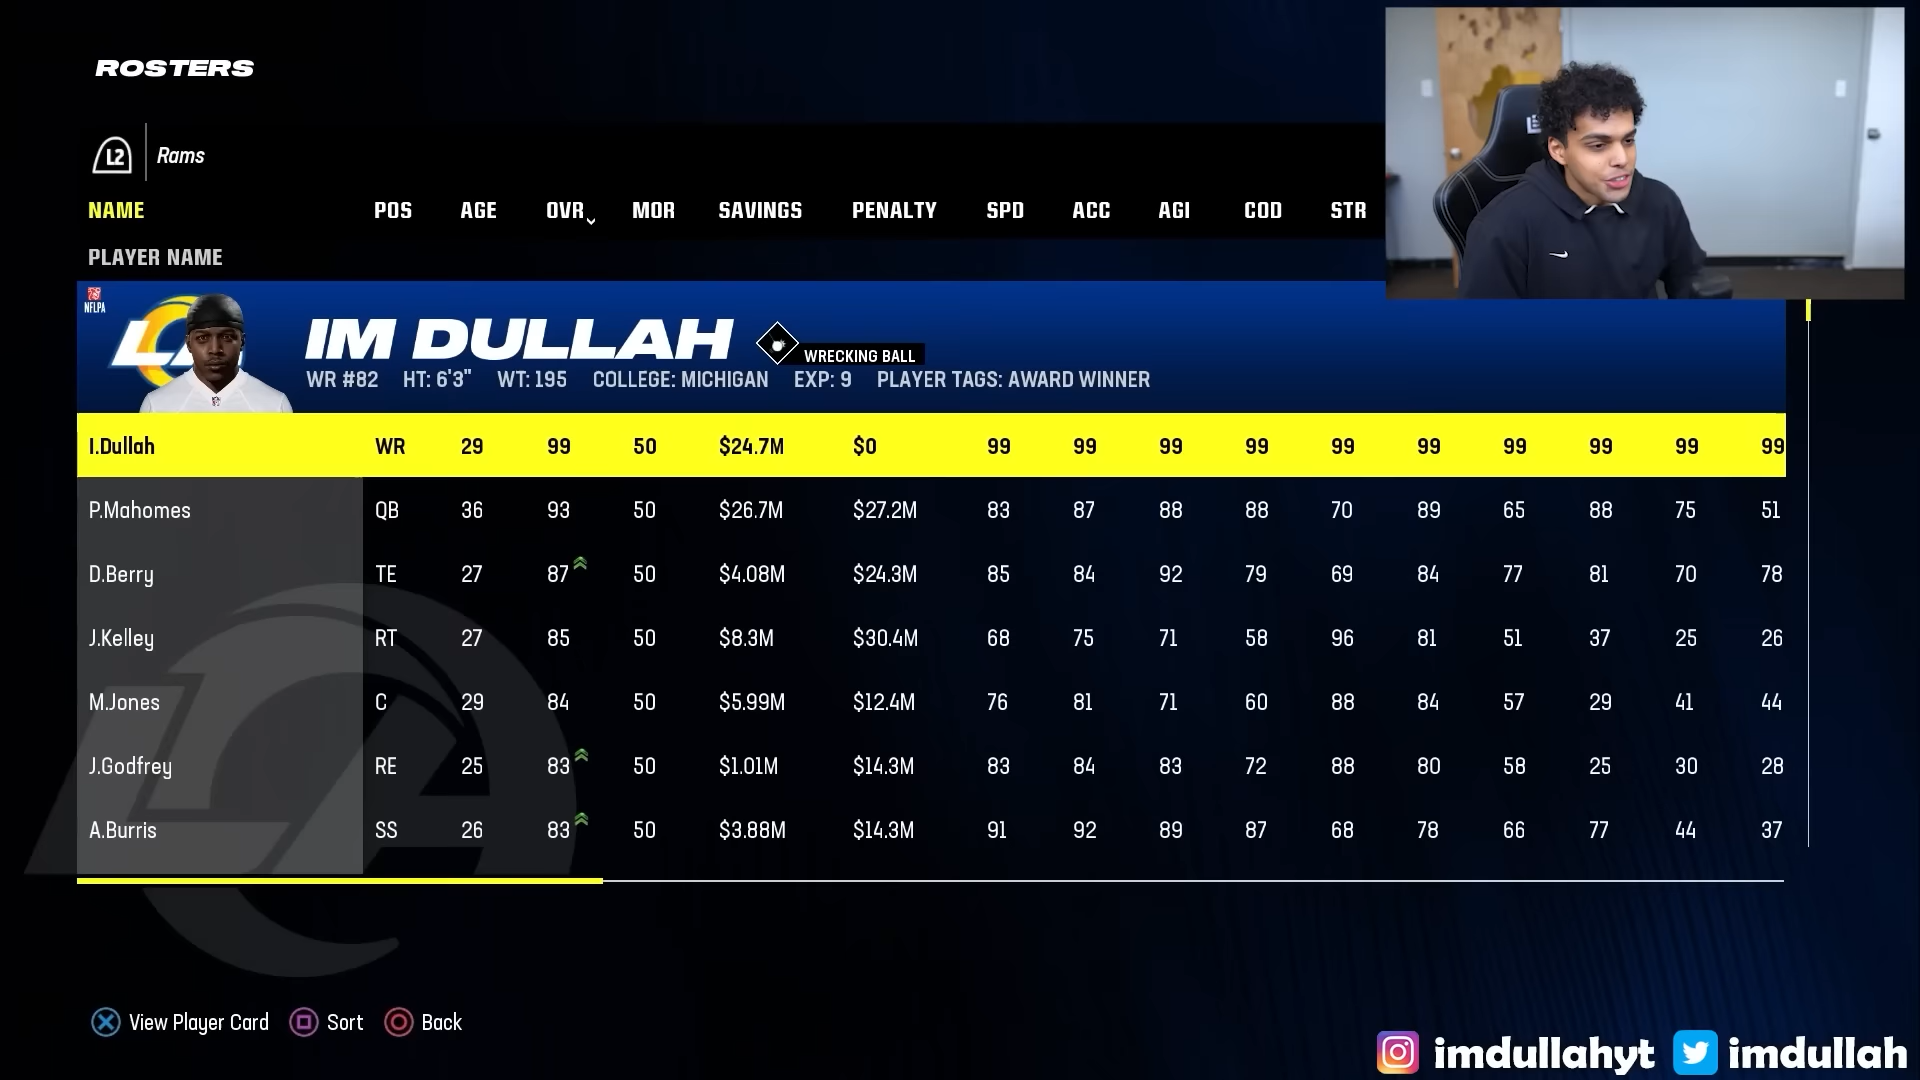 ROSTERS
L2 Rams
NAME POS AGE OVR MOR SAVINGS PENALTY SPD ACC AGI COD STR
PLAYER NAME
NFLPA
IM DULLAH WRECKING BALL
WR #82 HT: 6'3" WT: 195 COLLEGE: MICHIGAN EXP: 9 PLAYER TAGS: AWARD WINNER
I.Dullah WR 29 99 50 $24.7M $0 99 99 99 99 99 99 99 99 99 99
P.Mahomes QB 36 93 50 $26.7M $27.2M 83 87 88 88 70 89 65 88 75 51
D.Berry TE 27 87 50 $4.08M $24.3M 85 84 92 79 69 84 77 81 70 78
J.Kelley RT 27 85 50 $8.3M $30.4M 68 75 71 58 96 81 51 37 25 26
M.Jones C 29 84 50 $5.99M $12.4M 76 81 71 60 88 84 57 29 41 44
J.Godfrey RE 25 83 50 $1.01M $14.3M 83 84 83 72 88 80 58 25 30 28
A.Burris SS 26 83 50 $3.88M $14.3M 91 92 89 87 68 78 66 77 44 37
View Player Card Sort Back
imdullahyt imdullah